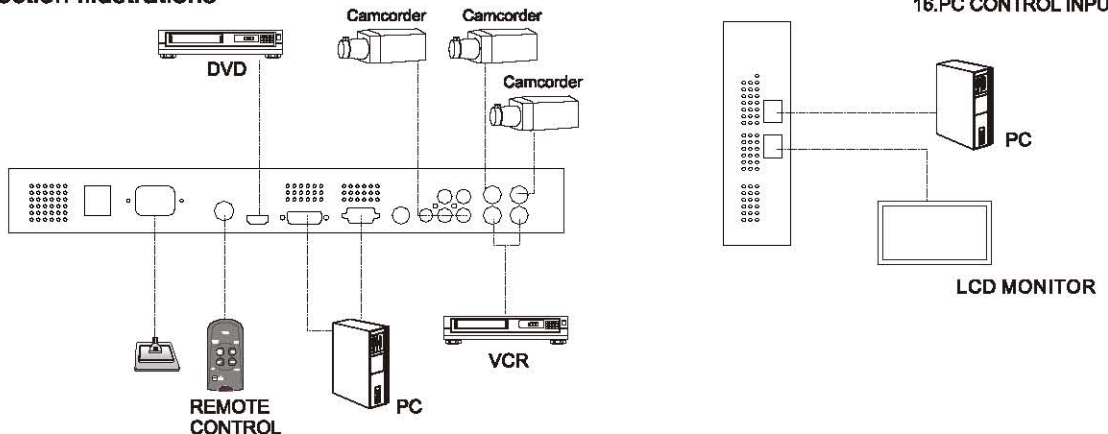 Camcorder Camcorder
DVD
Camcorder
VCR
REMOTE
CONTROL
PC
16.PC CONTROL INPU
PC
LCD MONITOR